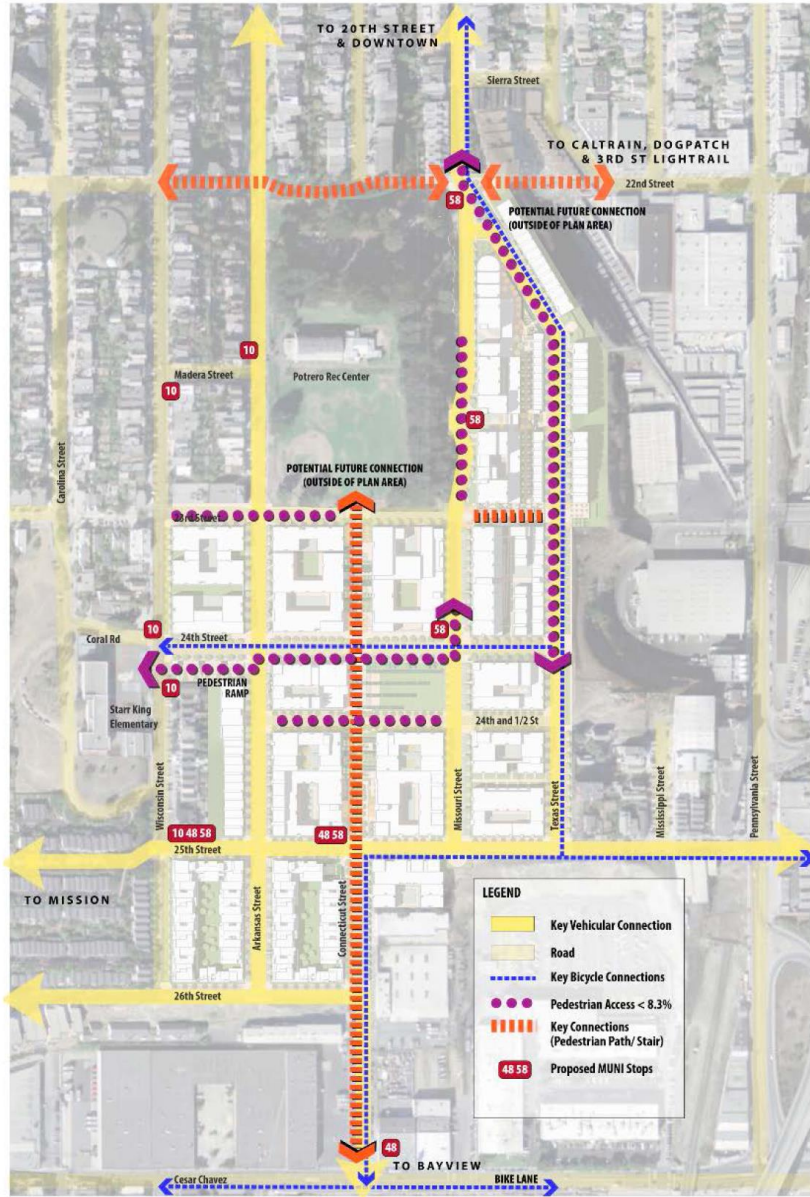 TO 20TH STREET
& DOWNTOWN
Sierra Street
TO CALTRAIN, DOGPATCH
& 3RD ST LIGHTRAIL
22nd Street
58
POTENTIAL FUTURE CONNECTION
(OUTSIDE OF PLAN AREA)
10
Madera Street
10
Potrero Rec Center
58
Carolina Street
POTENTIAL FUTURE CONNECTION
(OUTSIDE OF PLAN AREA)
23rd Street
10
58
Coral Rd
24th Street
10
PEDESTRIAN
RAMP
Starr King
Elementary
24th and 1/2 St
Wisconsin Street
Missouri Street
Texas Street
Mississippi Street
Pennsylvania Street
10 48 58
48 58
25th Street
TO MISSION
Arkansas Street
Connecticut Street
26th Street
LEGEND
Key Vehicular Connection
Road
Key Bicycle Connections
Pedestrian Access < 8.3%
Key Connections
(Pedestrian Path/ Stair)
48 58
Proposed MUNI Stops
48
TO BAYVIEW
Cesar Chavez
BIKE LANE